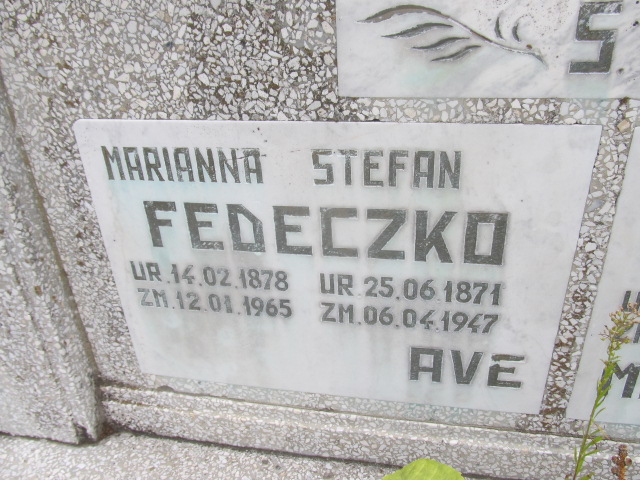 S
MARIANNA STEFAN
FEDECZKO
UR. 14.02.1878 UR. 25.06.1871
ZM. 12.01.1965 ZM. 06.04.1947
AVE